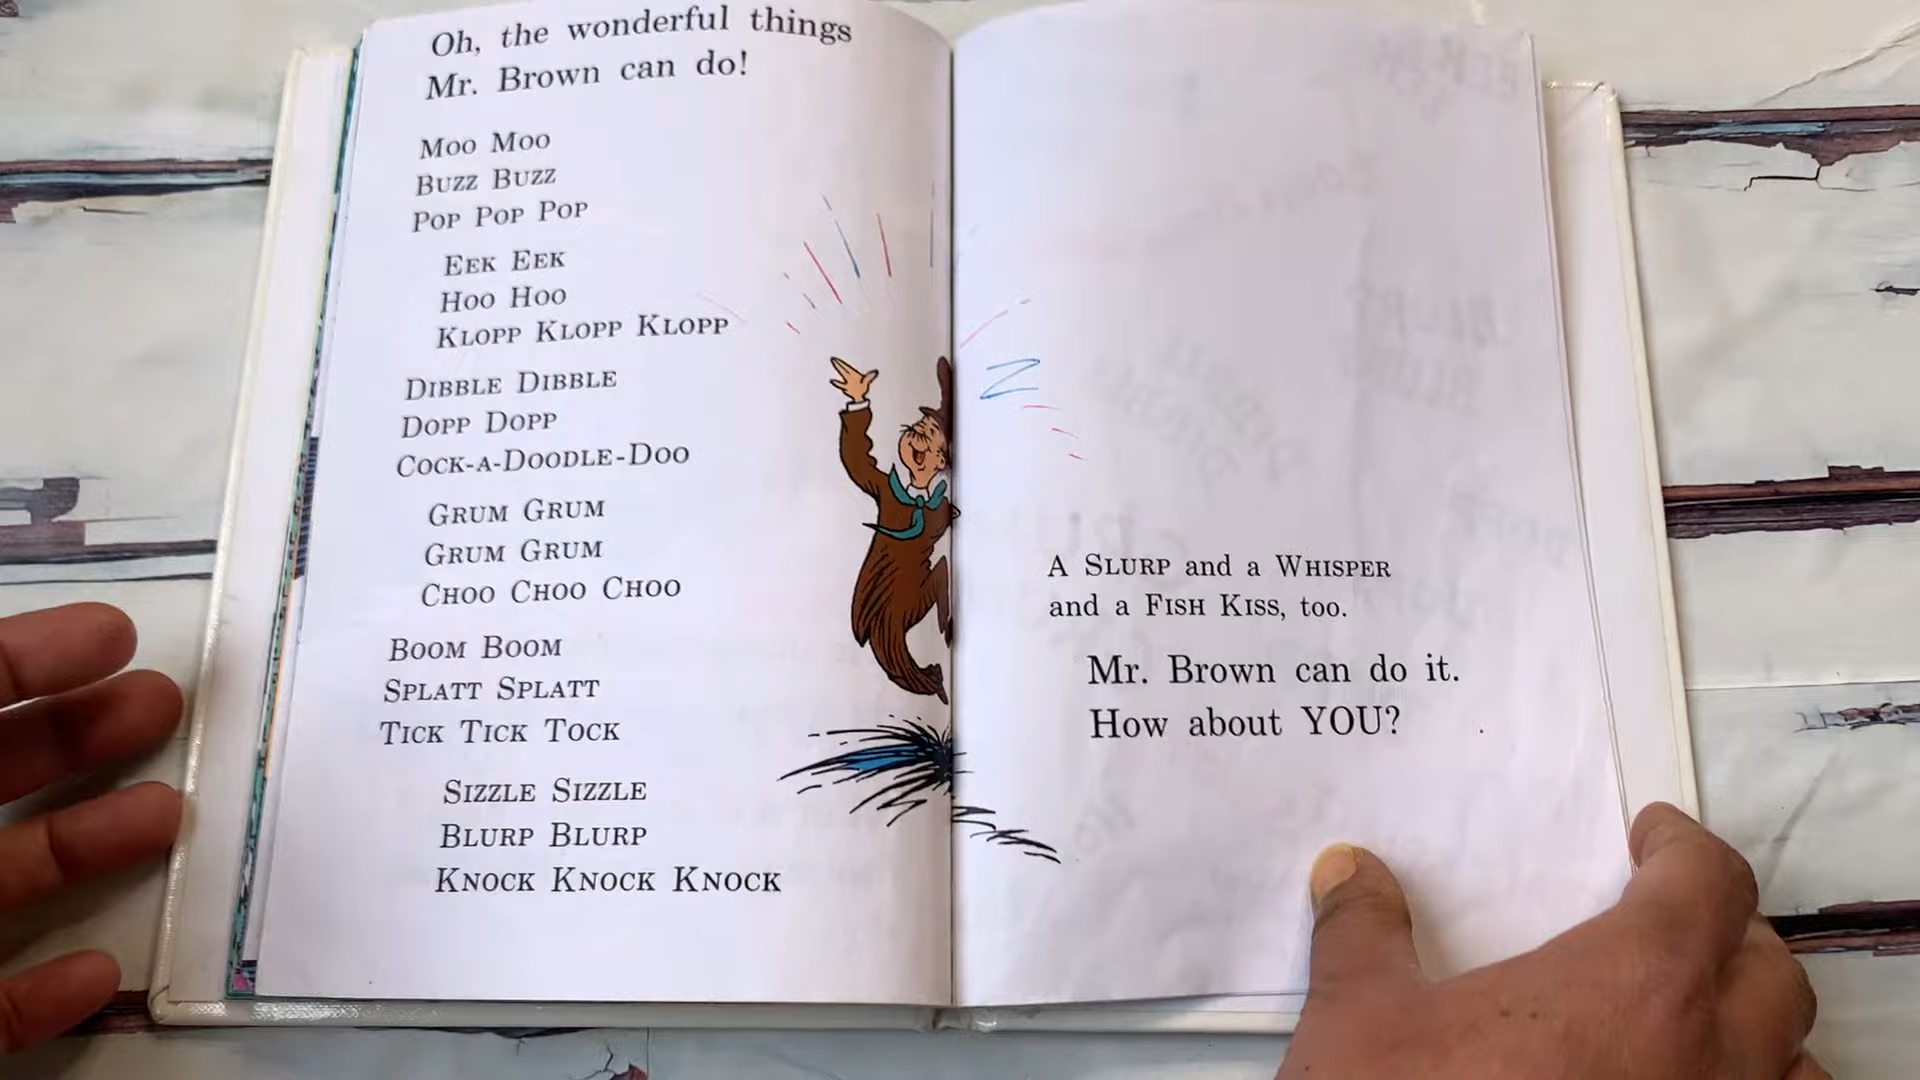 Oh, the wonderful things
Mr. Brown can do!
MOO MOO
BUZZ BUZZ
POP POP POP
EEK EEK
HOO HOO
KLOPP KLOPP KLOPP
DIBBLE DIBBLE
DOPP DOPP
COCK-A-DOODLE-DOO
GRUM GRUM
GRUM GRUM
CHOO CHOO CHOO
BOOM BOOM
SPLATT SPLATT
TICK TICK TOCK
SIZZLE SIZZLE
BLURP BLURP
KNOCK KNOCK KNOCK
A SLURP and a WHISPER
and a FISH KISS, too.
Mr. Brown can do it.
How about YOU?